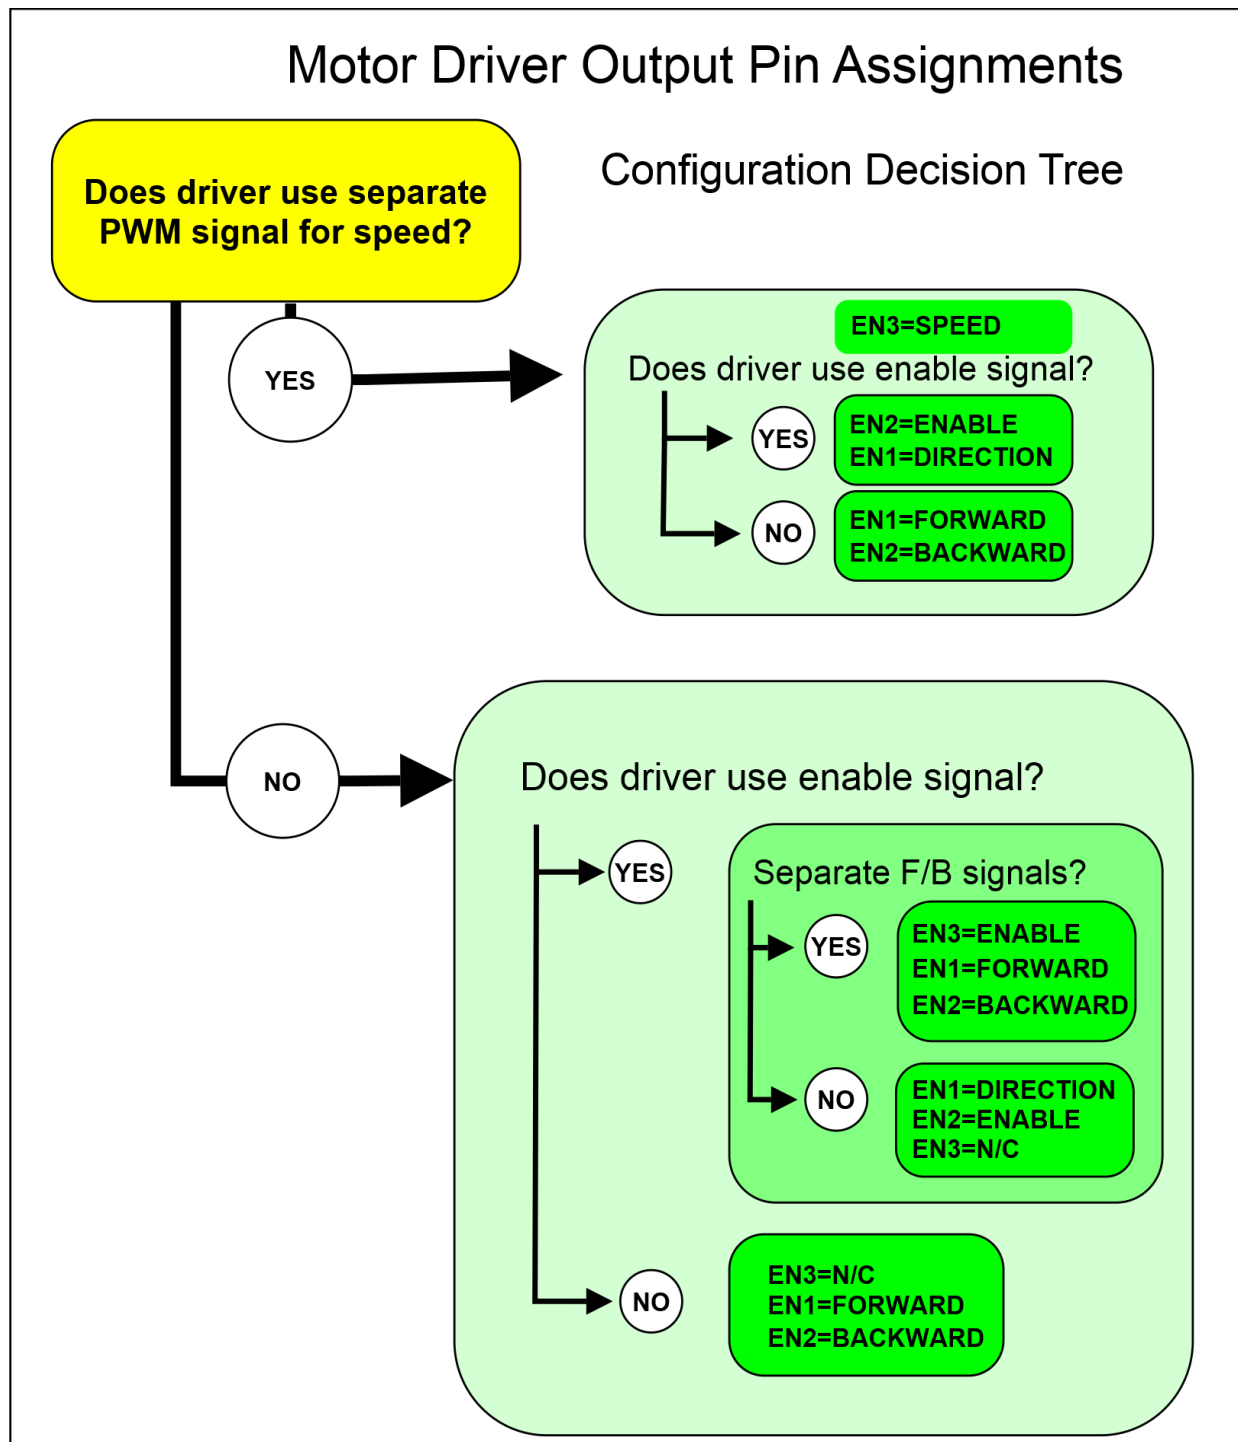 Motor Driver Output Pin Assignments
Configuration Decision Tree
Does driver use separate
PWM signal for speed?
YES
EN3=SPEED
Does driver use enable signal?
YES
EN2=ENABLE
EN1=DIRECTION
NO
EN1=FORWARD
EN2=BACKWARD
NO
Does driver use enable signal?
YES
Separate F/B signals?
YES
EN3=ENABLE
EN1=FORWARD
EN2=BACKWARD
NO
EN1=DIRECTION
EN2=ENABLE
EN3=N/C
NO
EN3=N/C
EN1=FORWARD
EN2=BACKWARD